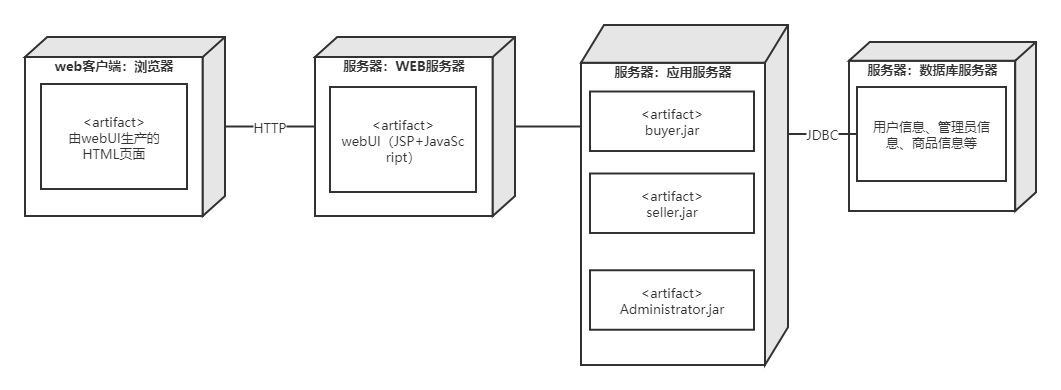 web客户端：浏览器
<artifact>
由webUI生产的
HTML页面
HTTP
服务器：WEB服务器
<artifact>
webUI（JSP+JavaSc
ript）
服务器：应用服务器
<artifact>
buyer.jar
<artifact>
seller.jar
<artifact>
Administrator.jar
JDBC
服务器：数据库服务器
用户信息、管理员信
息、商品信息等